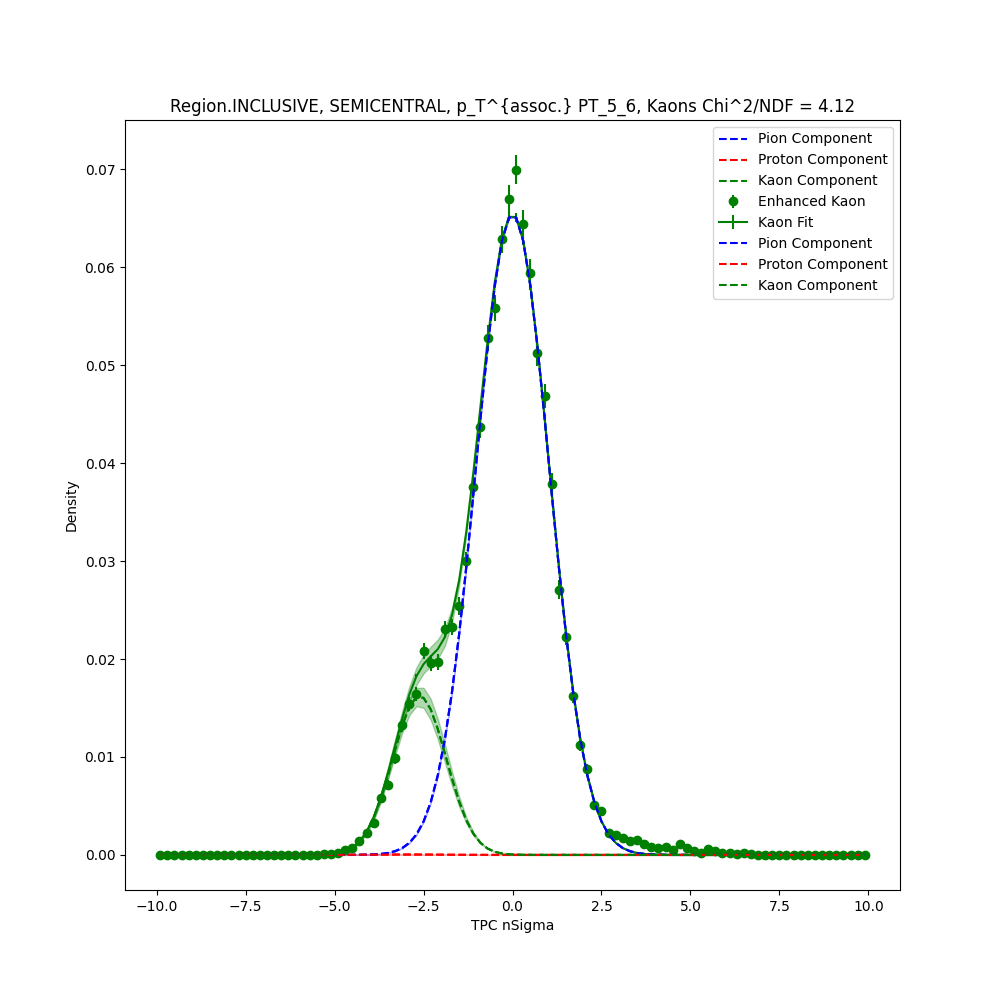 Region.INCLUSIVE, SEMICENTRAL, p_T^{assoc.} PT_5_6, Kaons Chi^2/NDF = 4.12
Pion Component
Proton Component
Kaon Component
Enhanced Kaon
Kaon Fit
Pion Component
Proton Component
Kaon Component
0.07
0.06
0.05
0.04
0.03
0.02
0.01
0.00
Density
−10.0 −7.5 −5.0 −2.5 0.0 2.5 5.0 7.5 10.0
TPC nSigma